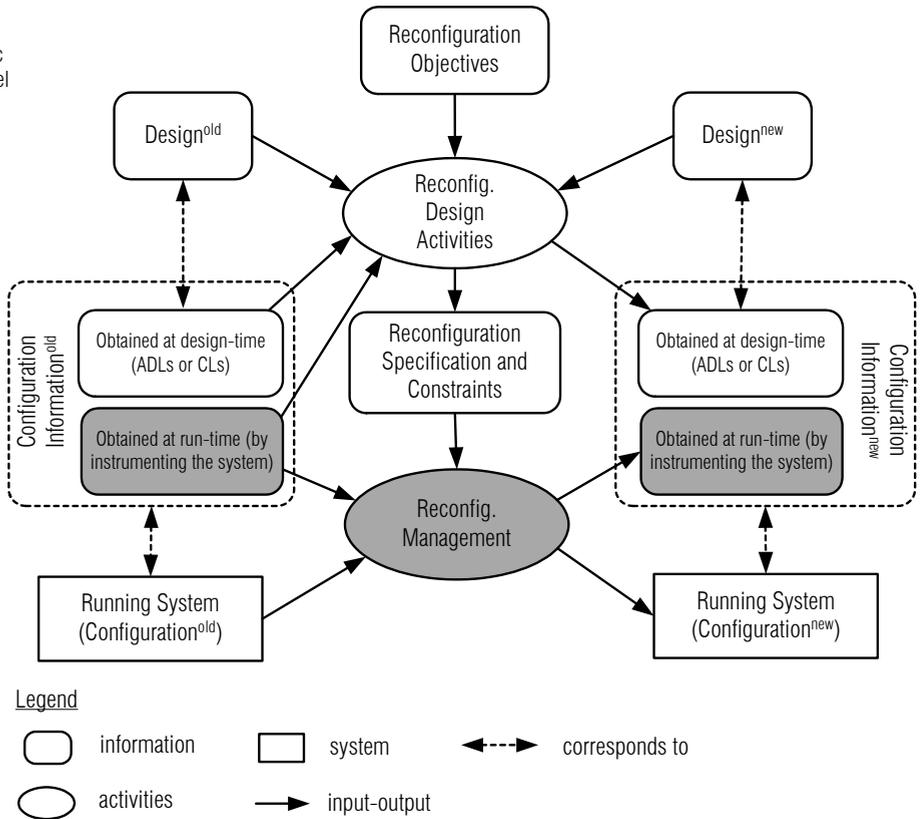 c
el
Reconfiguration
Objectives
Design^old
Design^new
Reconfig.
Design
Activities
Configuration
Information^old
Obtained at design-time
(ADLs or CLs)
Obtained at run-time (by
instrumenting the system)
Reconfiguration
Specification and
Constraints
Obtained at design-time
(ADLs or CLs)
Obtained at run-time (by
instrumenting the system)
Configuration
Information^new
Reconfig.
Management
Running System
(Configuration^old)
Running System
(Configuration^new)
Legend
information
system
corresponds to
activities
input-output